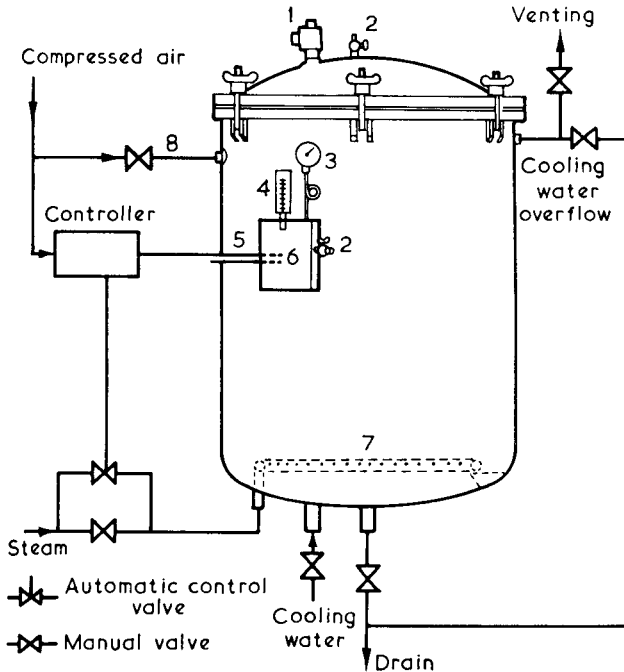 1
2
Venting
Compressed air
3
8
4
Cooling
water
overflow
Controller
5
6
2
7
Steam
Automatic control
valve
Cooling
water
Manual valve
Drain